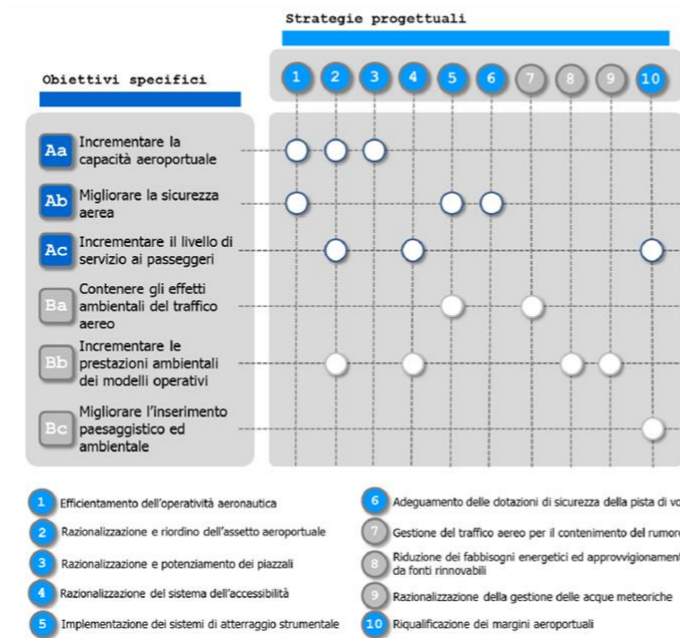 Strategie progettuali
Obiettivi specifici
1 2 3 4 5 6 7 8 9 10
Aa Incrementare la
capacità aeroportuale
Ab Migliorare la sicurezza
aerea
Ac Incrementare il livello di
servizio ai passeggeri
Ba Contenere gli effetti
ambientali del traffico
aereo
Bb Incrementare le
prestazioni ambientali
dei modelli operativi
Bc Migliorare l'inserimento
paesaggistico ed
ambientale
1 Efficientamento dell'operatività aeronautica
2 Razionalizzazione e riordino dell'assetto aeroportuale
3 Razionalizzazione e potenziamento dei piazzali
4 Razionalizzazione del sistema dell'accessibilità
5 Implementazione dei sistemi di atterraggio strumentale
6 Adeguamento delle dotazioni di sicurezza della pista di vo
7 Gestione del traffico aereo per il contenimento del rumore
8 Riduzione dei fabbisogni energetici ed approvvigionament
da fonti rinnovabili
9 Razionalizzazione della gestione delle acque meteoriche
10 Riqualificazione dei margini aeroportuali